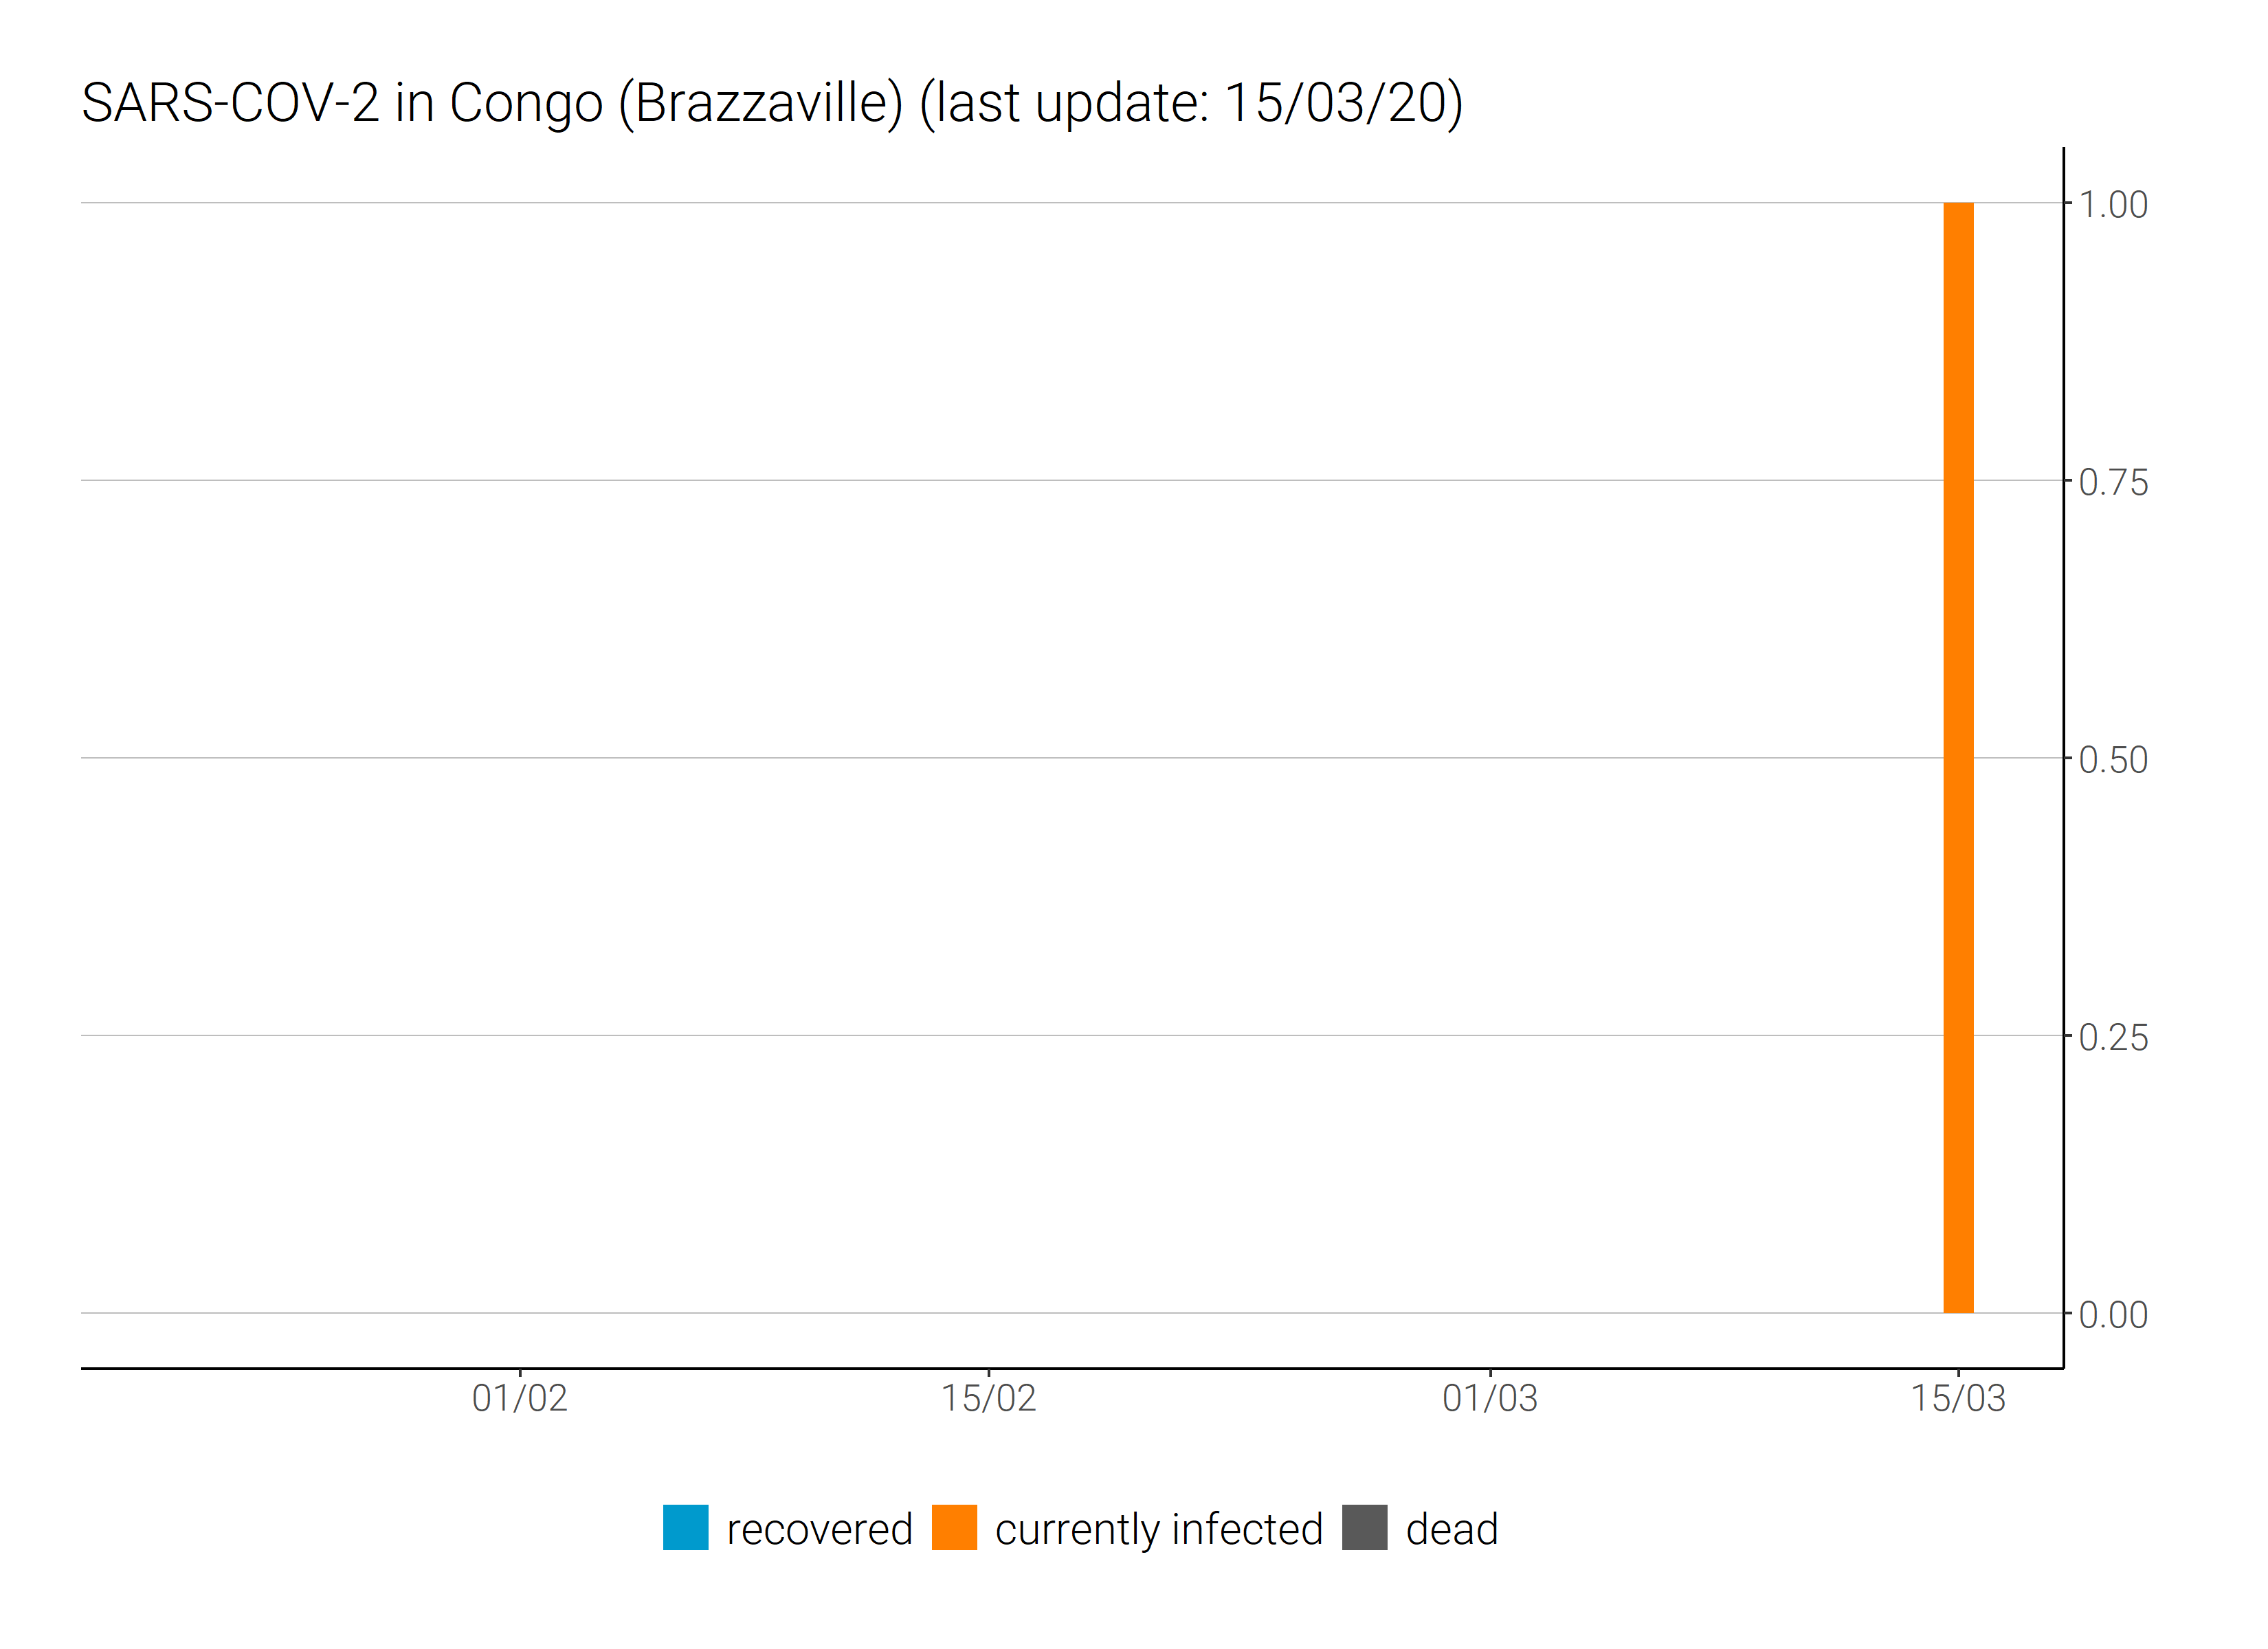 SARS-COV-2 in Congo (Brazzaville) (last update: 15/03/20)
1.00
0.75
0.50
0.25
0.00
01/02 15/02 01/03 15/03
recovered currently infected dead